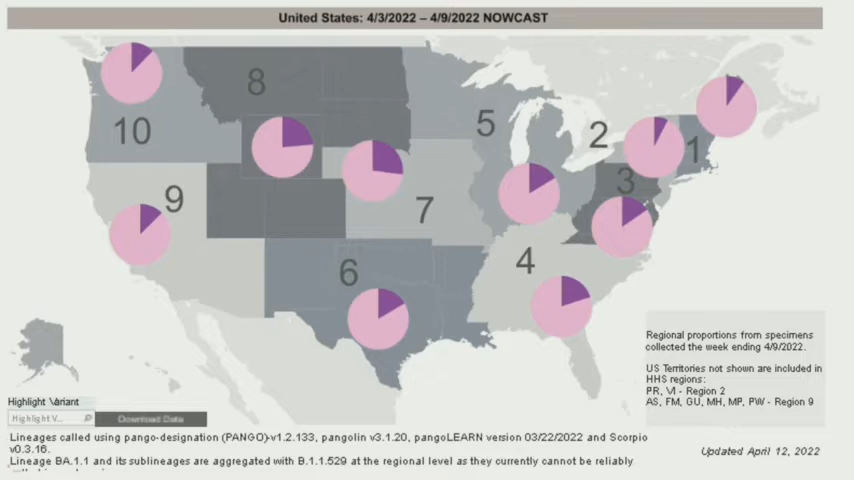 United States: 4/3/2022 – 4/9/2022 NOWCAST
8
10
5
2
1
3
9
7
4
6
Regional proportions from specimens
collected the week ending 4/9/2022.
US Territories not shown are included in
HHS regions:
PR, VI - Region 2
AS, FM, GU, MH, MP, PW - Region 9
Highlight Variant
Highlight V...
Download Data
Lineages called using pango-designation (PANGO)-v1.2.133, pangolin v3.1.20, pangoLEARN version 03/22/2022 and Scorpio
v0.3.16.
Lineage BA.1.1 and its sublineages are aggregated with B.1.1.529 at the regional level as they currently cannot be reliably
Updated April 12, 2022